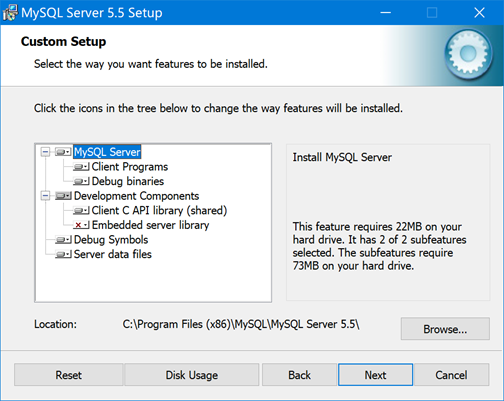 MySQL Server 5.5 Setup
Custom Setup
Select the way you want features to be installed.
Click the icons in the tree below to change the way features will be installed.
MySQL Server
Client Programs
Debug binaries
Development Components
Client C API library (shared)
Embedded server library
Debug Symbols
Server data files
Install MySQL Server
This feature requires 22MB on your
hard drive. It has 2 of 2 subfeatures
selected. The subfeatures require
73MB on your hard drive.
Location: C:\Program Files (x86)\MySQL\MySQL Server 5.5\
Browse...
Reset Disk Usage Back Next Cancel